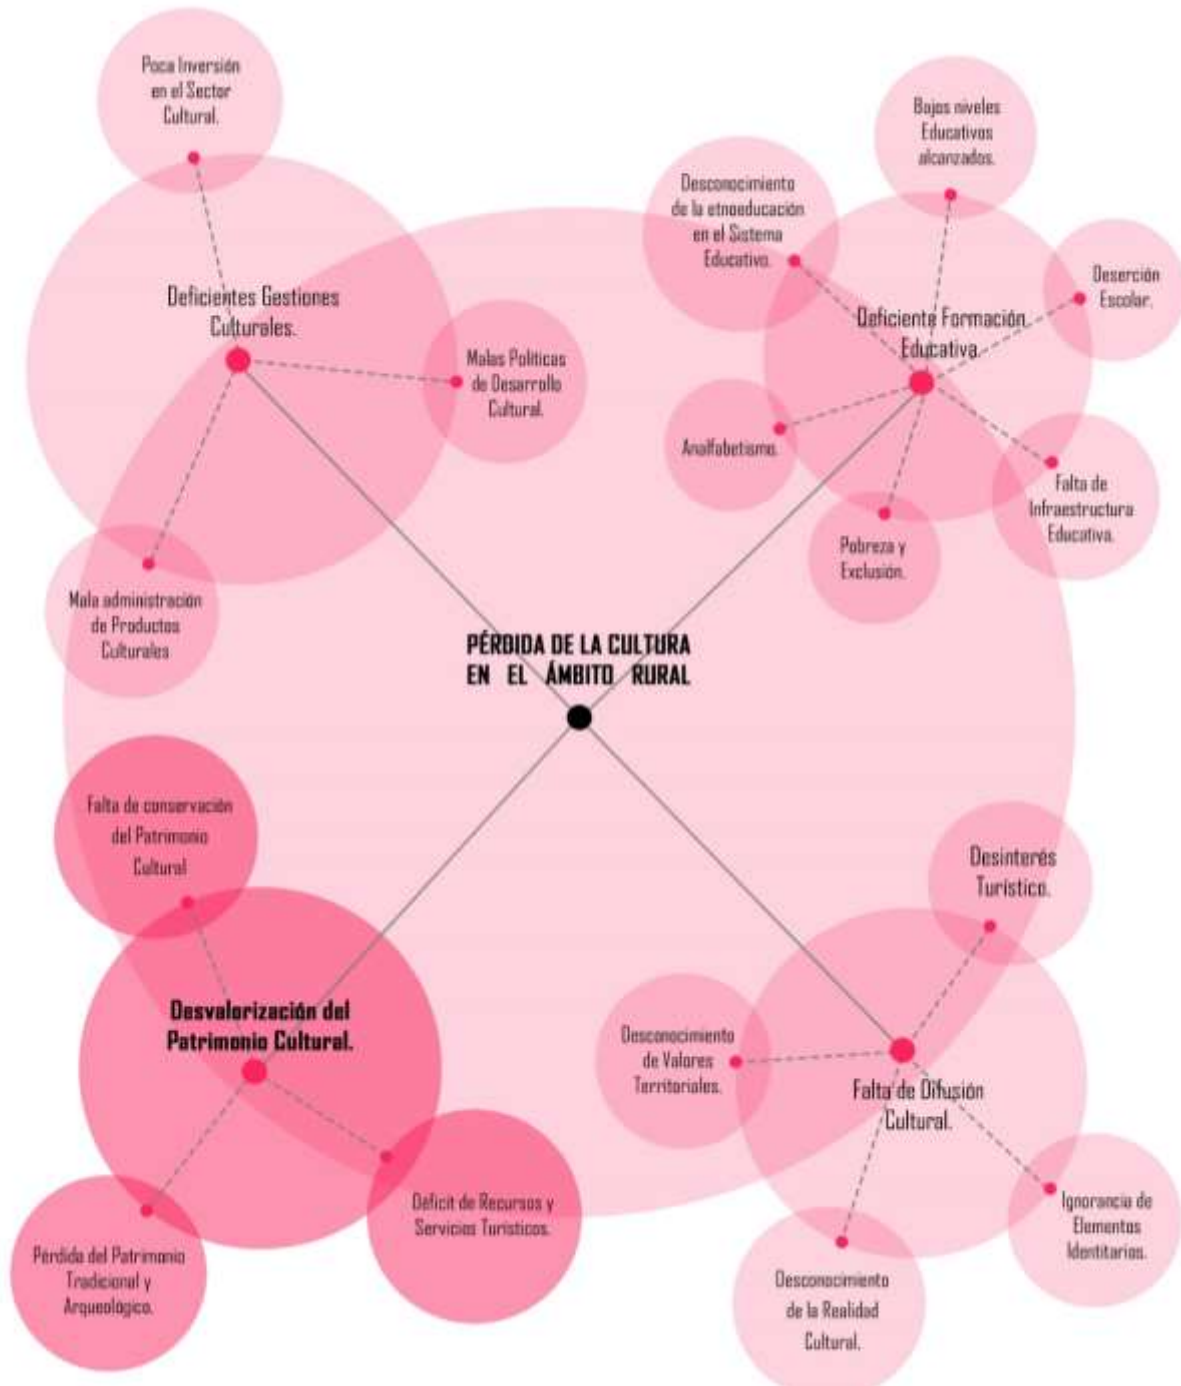 Poca Inversión
en el Sector
Cultural.
Deficientes Gestiones
Culturales.
Malas Políticas
de Desarrollo
Cultural.
Mala administración
de Productos
Culturales
Bajos niveles
Educativos
alcanzados.
Desconocimiento
de la etnoeducación
en el Sistema
Educativo.
Deserción
Escolar.
Deficiente Formación
Educativa.
Analfabetismo.
Falta de
Infraestructura
Educativa.
Pobreza y
Exclusión.
PÉRDIDA DE LA CULTURA
EN EL ÁMBITO RURAL
Falta de conservación
del Patrimonio
Cultural
Desvalorización del
Patrimonio Cultural.
Déficit de Recursos y
Servicios Turísticos.
Pérdida del Patrimonio
Tradicional y
Arqueológico.
Desinterés
Turístico.
Desconocimiento
de Valores
Territoriales.
Falta de Difusión
Cultural.
Ignorancia de
Elementos
Identitarios.
Desconocimiento
de la Realidad
Cultural.